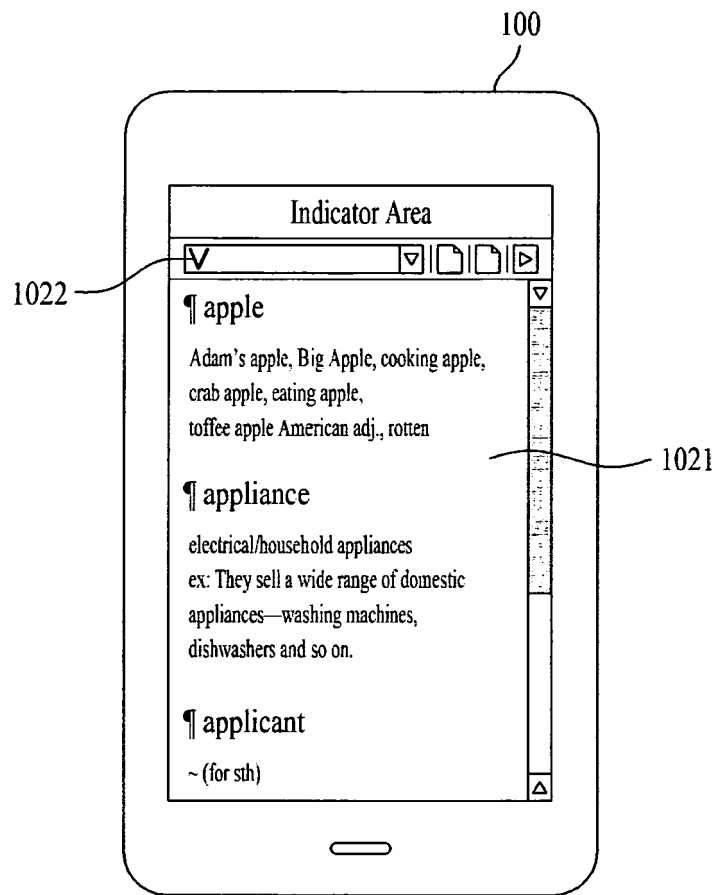 100
Indicator Area
V
1022
¶ apple
Adam's apple, Big Apple, cooking apple,
crab apple, eating apple,
toffee apple American adj., rotten
1021
¶ appliance
electrical/household appliances
ex: They sell a wide range of domestic
appliances—washing machines,
dishwashers and so on.
¶ applicant
~ (for sth)